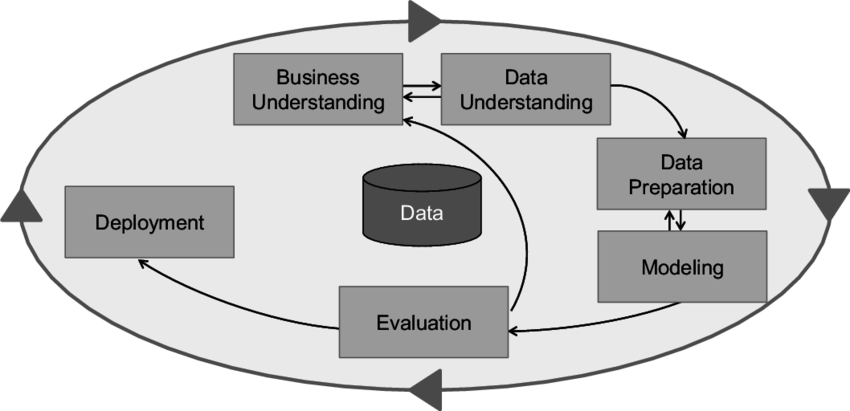 Business
Understanding
Data
Understanding
Data
Preparation
Modeling
Evaluation
Deployment
Data